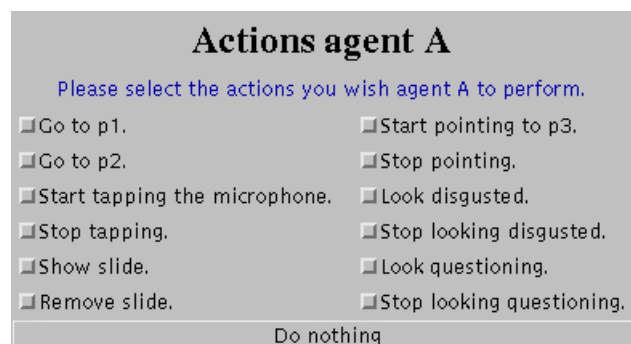 Actions agent A
Please select the actions you wish agent A to perform.
Go to p1. Start pointing to p3.
Go to p2. Stop pointing.
Start tapping the microphone. Look disgusted.
Stop tapping. Stop looking disgusted.
Show slide. Look questioning.
Remove slide. Stop looking questioning.
Do nothing